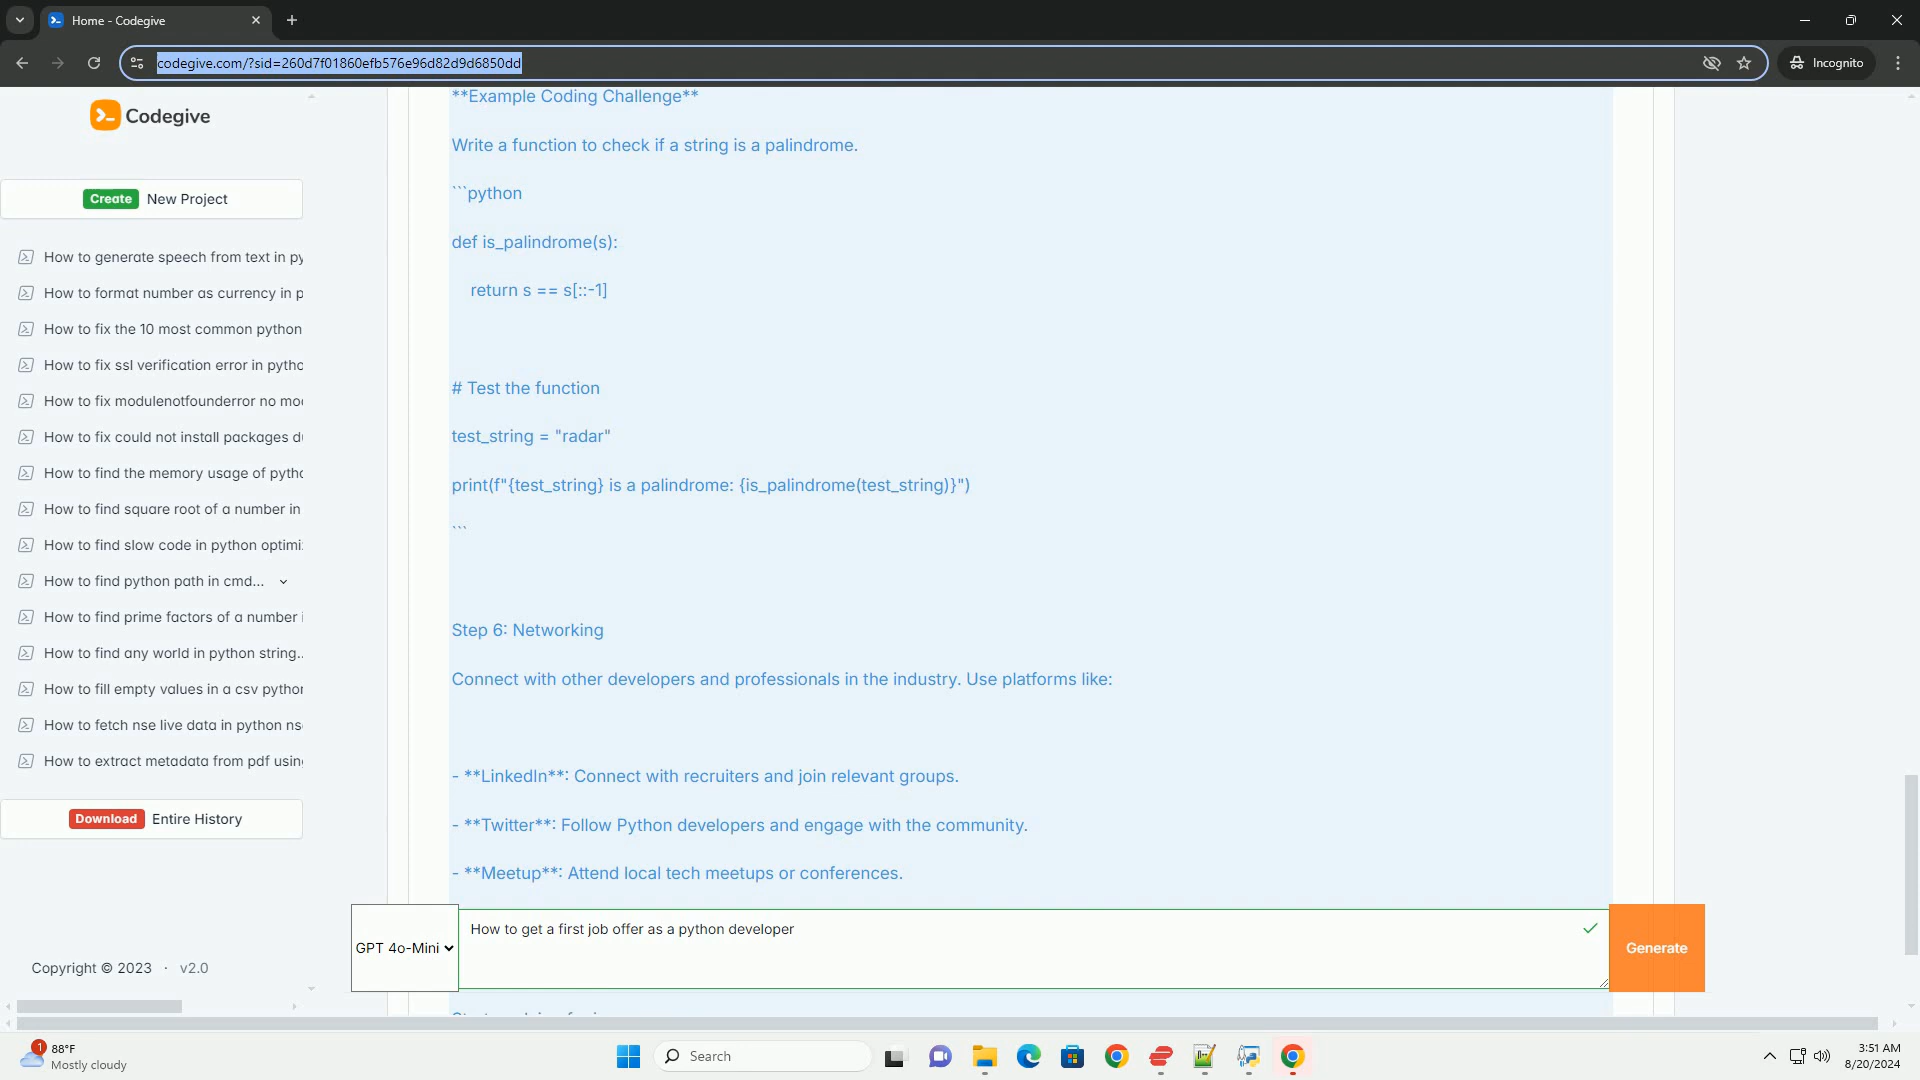 Home - Codegive
codegive.com/?sid=260d7f01860efb576e96d82d9d6850dd
Incognito
Codegive
Create New Project
How to generate speech from text in py
How to format number as currency in p
How to fix the 10 most common python
How to fix ssl verification error in pytho
How to fix modulenotfounderror no mo
How to fix could not install packages d
How to find the memory usage of pytho
How to find square root of a number in
How to find slow code in python optimi
How to find python path in cmd...
How to find prime factors of a number i
How to find any world in python string..
How to fill empty values in a csv python
How to fetch nse live data in python ns
How to extract metadata from pdf usin
Download Entire History
Copyright © 2023 · v2.0
**Example Coding Challenge**
Write a function to check if a string is a palindrome.
```python
def is_palindrome(s):
    return s == s[::-1]
# Test the function
test_string = "radar"
print(f"{test_string} is a palindrome: {is_palindrome(test_string)}")
```
Step 6: Networking
Connect with other developers and professionals in the industry. Use platforms like:
- **LinkedIn**: Connect with recruiters and join relevant groups.
- **Twitter**: Follow Python developers and engage with the community.
- **Meetup**: Attend local tech meetups or conferences.
GPT 4o-Mini
How to get a first job offer as a python developer
Generate
1
88°F
Mostly cloudy
Search
3:51 AM
8/20/2024